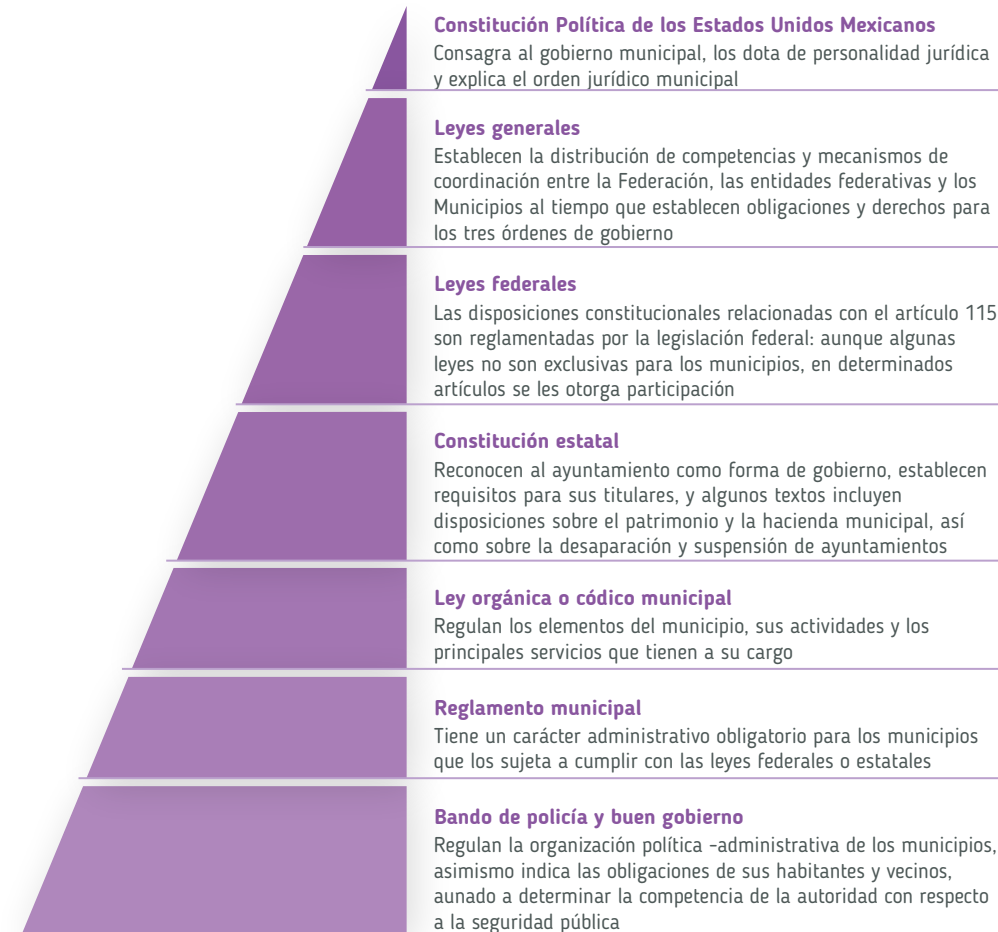 Constitución Política de los Estados Unidos Mexicanos
Consagra al gobierno municipal, los dota de personalidad jurídica
y explica el orden jurídico municipal
Leyes generales
Establecen la distribución de competencias y mecanismos de
coordinación entre la Federación, las entidades federativas y los
Municipios al tiempo que establecen obligaciones y derechos para
los tres órdenes de gobierno
Leyes federales
Las disposiciones constitucionales relacionadas con el artículo 115
son reglamentadas por la legislación federal: aunque algunas
leyes no son exclusivas para los municipios, en determinados
artículos se les otorga participación
Constitución estatal
Reconocen al ayuntamiento como forma de gobierno, establecen
requisitos para sus titulares, y algunos textos incluyen
disposiciones sobre el patrimonio y la hacienda municipal, así
como sobre la desaparación y suspensión de ayuntamientos
Ley orgánica o códico municipal
Regulan los elementos del municipio, sus actividades y los
principales servicios que tienen a su cargo
Reglamento municipal
Tiene un carácter administrativo obligatorio para los municipios
que los sujeta a cumplir con las leyes federales o estatales
Bando de policía y buen gobierno
Regulan la organización política -administrativa de los municipios,
asimismo indica las obligaciones de sus habitantes y vecinos,
aunado a determinar la competencia de la autoridad con respecto
a la seguridad pública